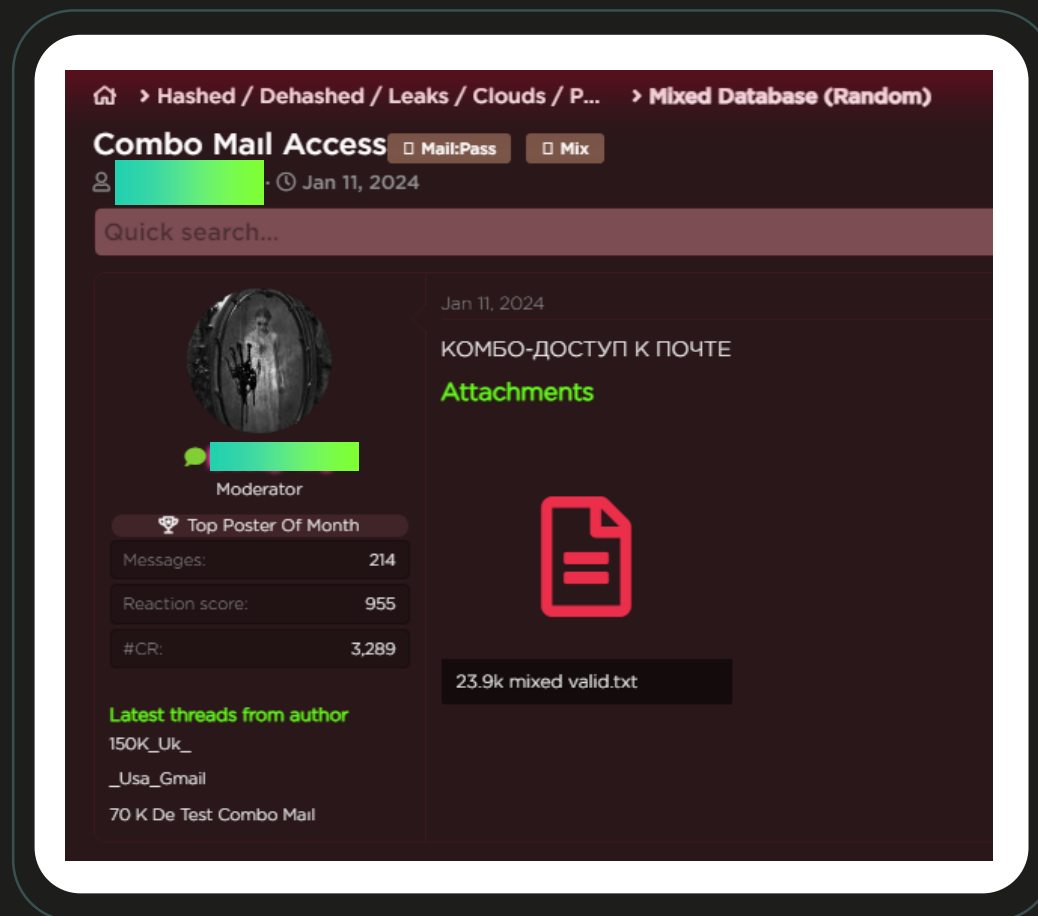 Hashed / Dehashed / Leaks / Clouds / P... > Mixed Database (Random)
Combo Maıl Access Mail:Pass Mix
· Jan 11, 2024
Quick search...
Jan 11, 2024
КОМБО-ДОСТУП К ПОЧТЕ
Attachments
23.9k mixed valid.txt
Moderator
Top Poster Of Month
Messages: 214
Reaction score: 955
#CR: 3,289
Latest threads from author
150K_Uk_
_Usa_Gmail
70 K De Test Combo Maıl